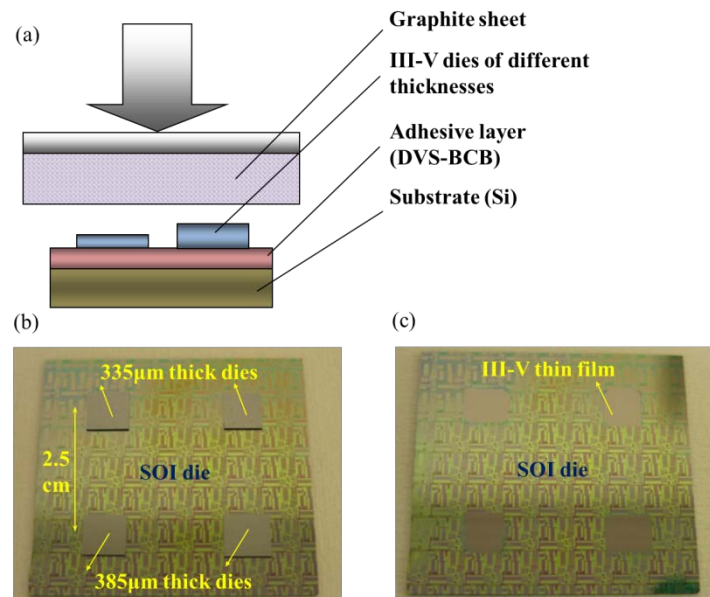 (a)
Graphite sheet
III-V dies of different
thicknesses
Adhesive layer
(DVS-BCB)
Substrate (Si)
(b)
335µm thick dies
2.5
cm
SOI die
385µm thick dies
(c)
III-V thin film
SOI die